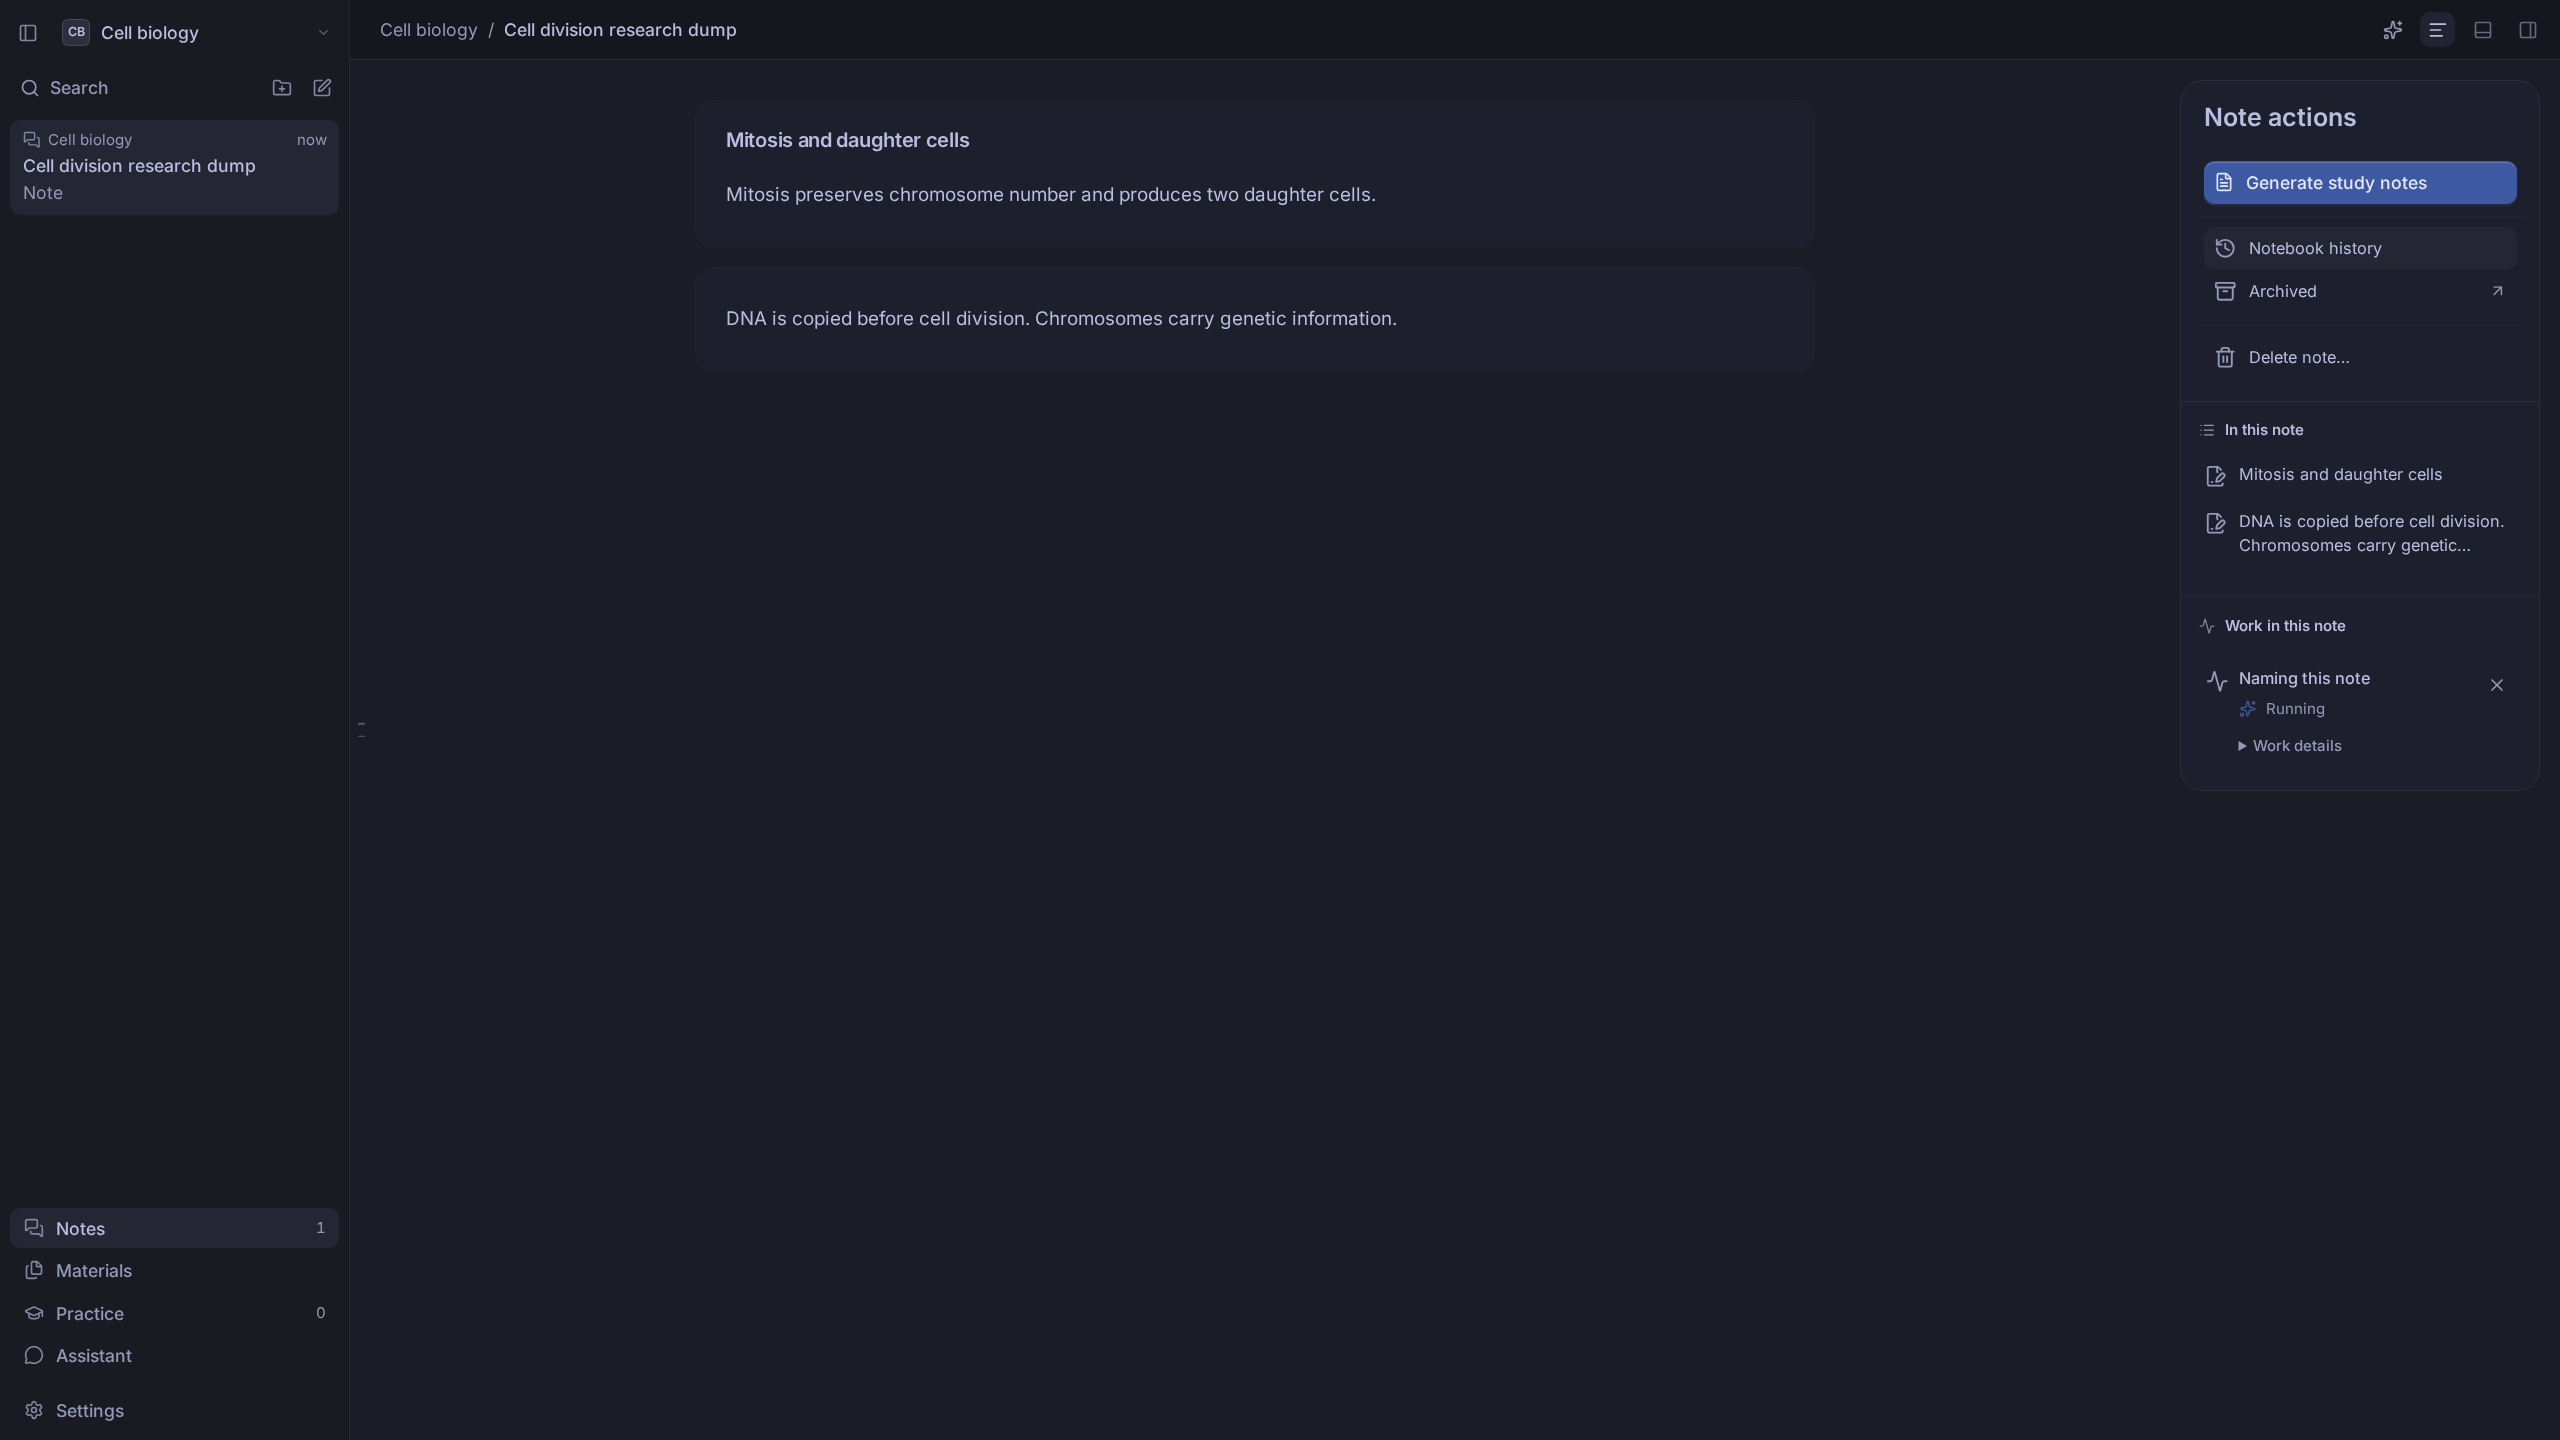 CB Cell biology
Search
Cell biology now
Cell division research dump
Note
Notes 1
Materials
Practice 0
Assistant
Settings
Cell biology / Cell division research dump
Mitosis and daughter cells
Mitosis preserves chromosome number and produces two daughter cells.
DNA is copied before cell division. Chromosomes carry genetic information.
Note actions
Generate study notes
Notebook history
Archived
Delete note...
In this note
Mitosis and daughter cells
DNA is copied before cell division.
Chromosomes carry genetic...
Work in this note
Naming this note
Running
Work details